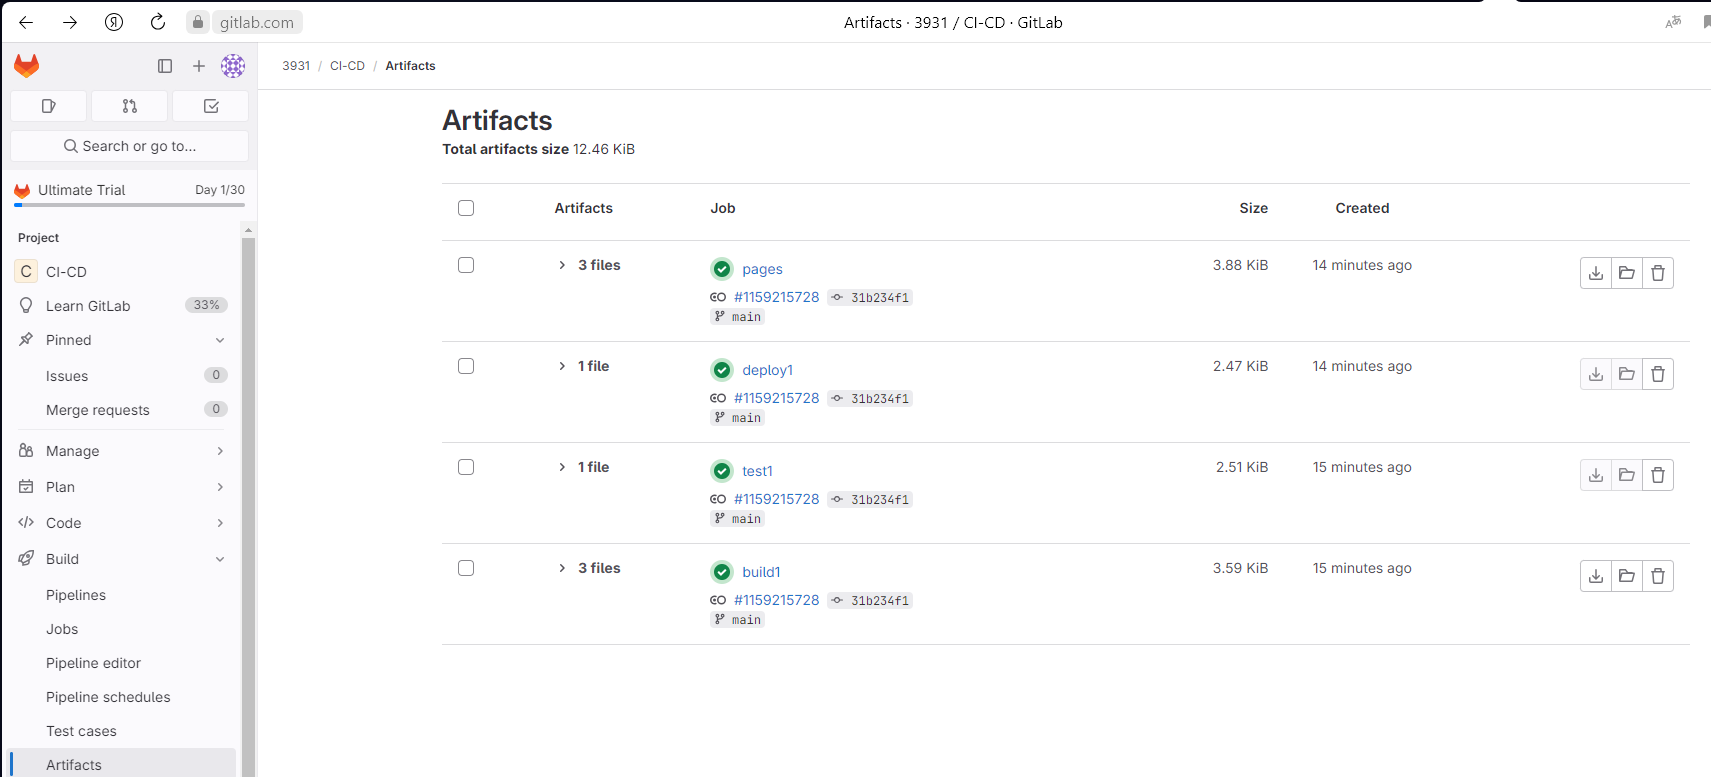 gitlab.com
Artifacts · 3931 / CI-CD · GitLab
3931 / CI-CD / Artifacts
Search or go to...
Ultimate Trial Day 1/30
Project
C CI-CD
Learn GitLab 33%
Pinned
Issues 0
Merge requests 0
Manage
Plan
Code
Build
Pipelines
Jobs
Pipeline editor
Pipeline schedules
Test cases
Artifacts
Artifacts
Total artifacts size 12.46 KiB
Artifacts Job Size Created
3 files pages 3.88 KiB 14 minutes ago
#1159215728 31b234f1
main
1 file deploy1 2.47 KiB 14 minutes ago
#1159215728 31b234f1
main
1 file test1 2.51 KiB 15 minutes ago
#1159215728 31b234f1
main
3 files build1 3.59 KiB 15 minutes ago
#1159215728 31b234f1
main